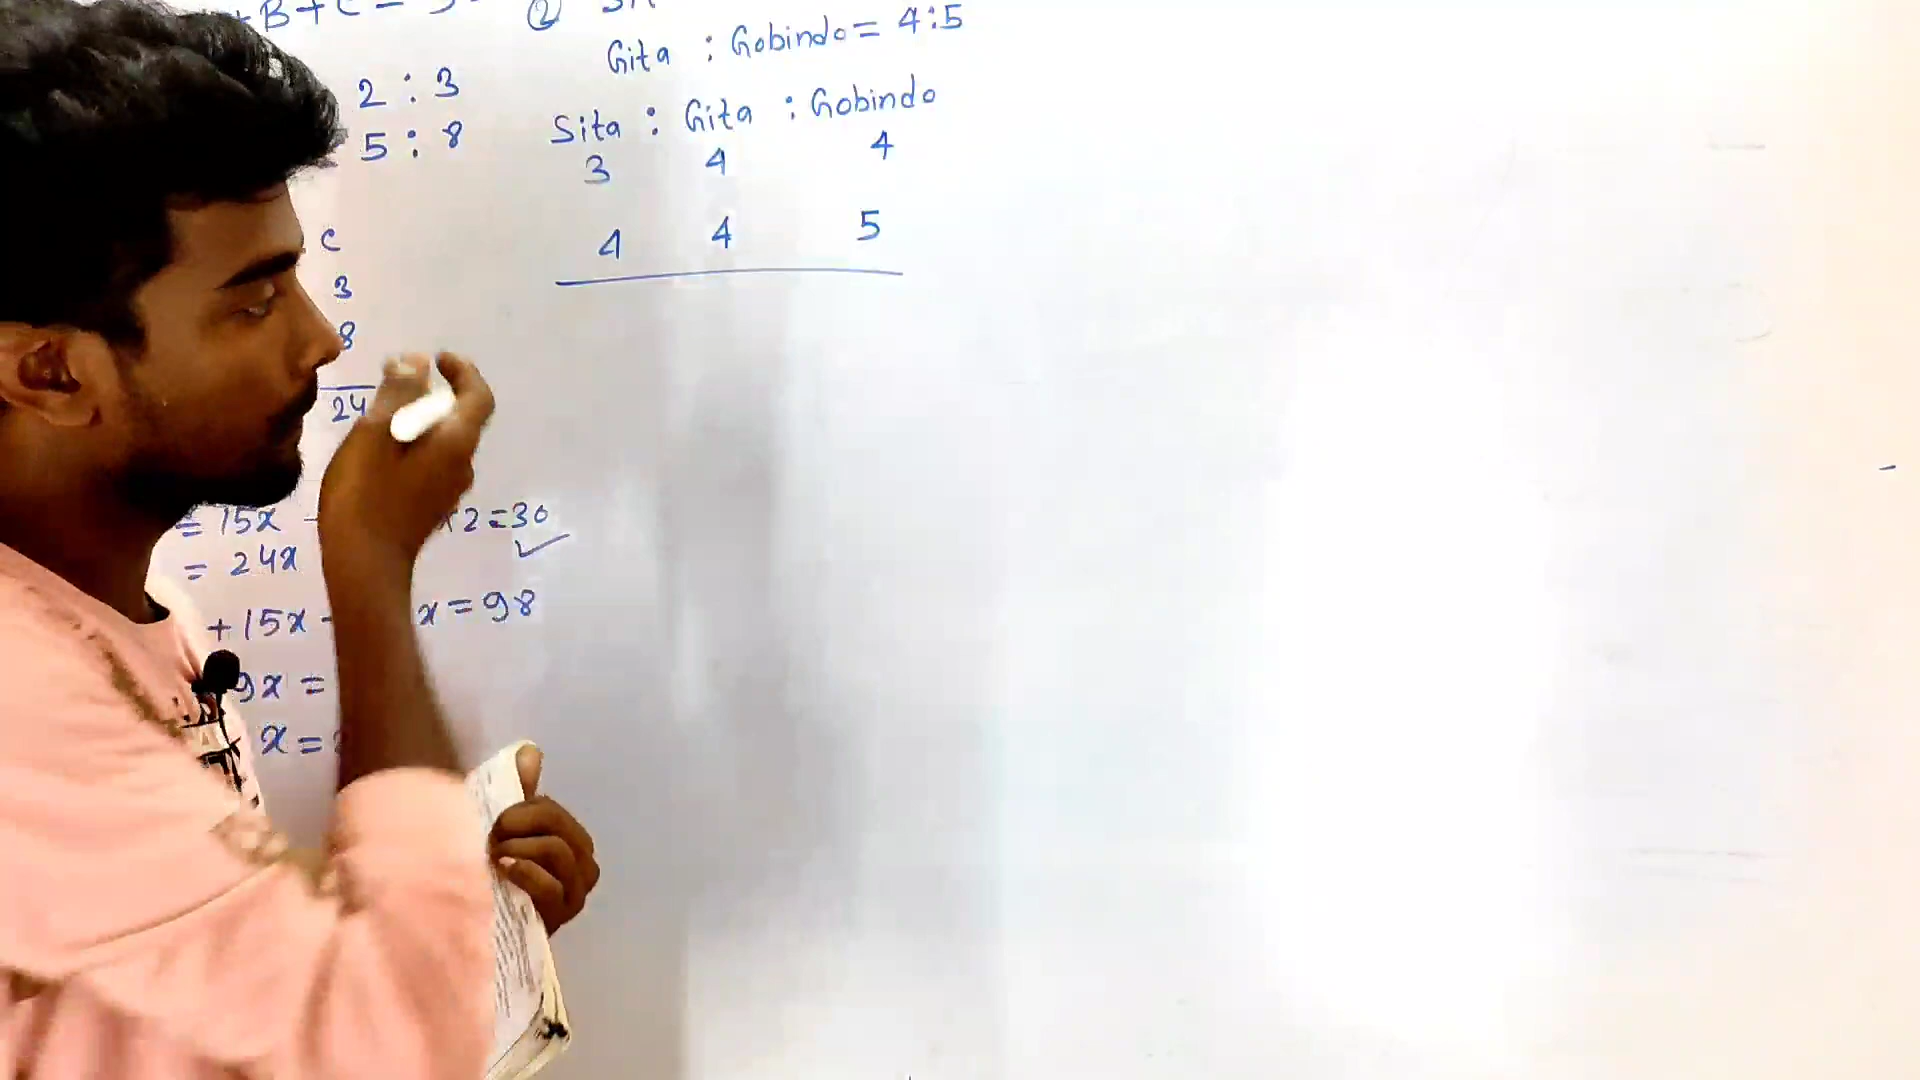 +B+C =
2 : 3
5 : 8
C
3
8
24
= 15x
x2=30
= 24x
+15x
x=98
9x =
x =
②
Gita : Gobindo = 4:5
Sita : Gita : Gobindo
3 4 4
4 4 5